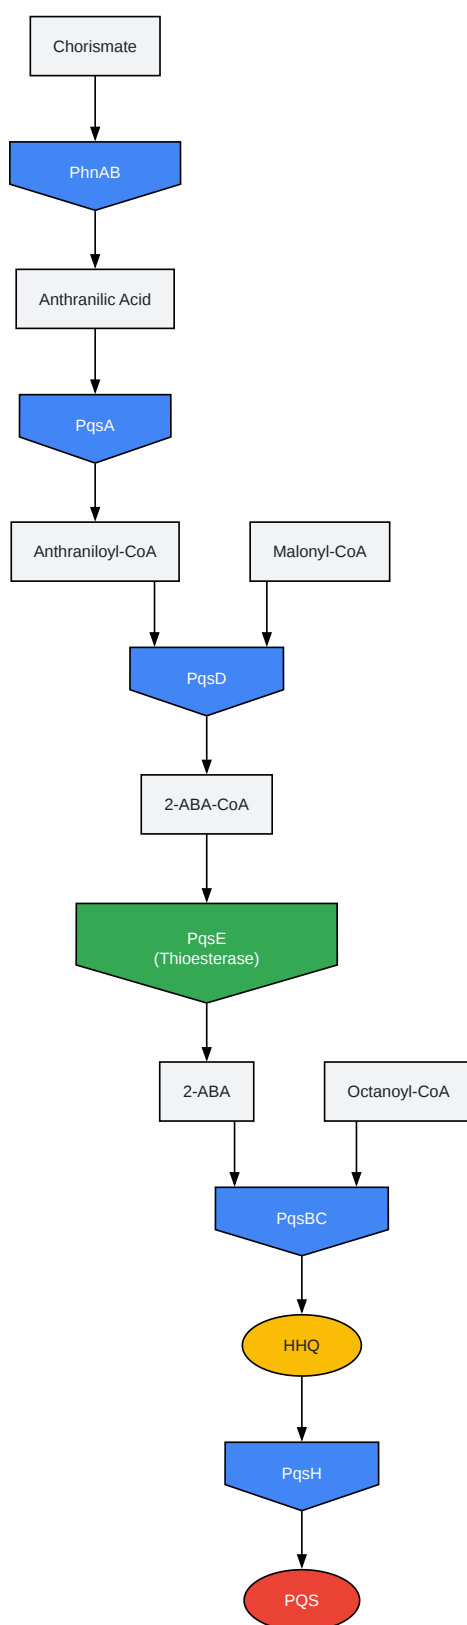 Chorismate
PhnAB
Anthranilic Acid
PqsA
Anthraniloyl-CoA
Malonyl-CoA
PqsD
2-ABA-CoA
PqsE
(Thioesterase)
2-ABA
Octanoyl-CoA
PqsBC
HHQ
PqsH
PQS